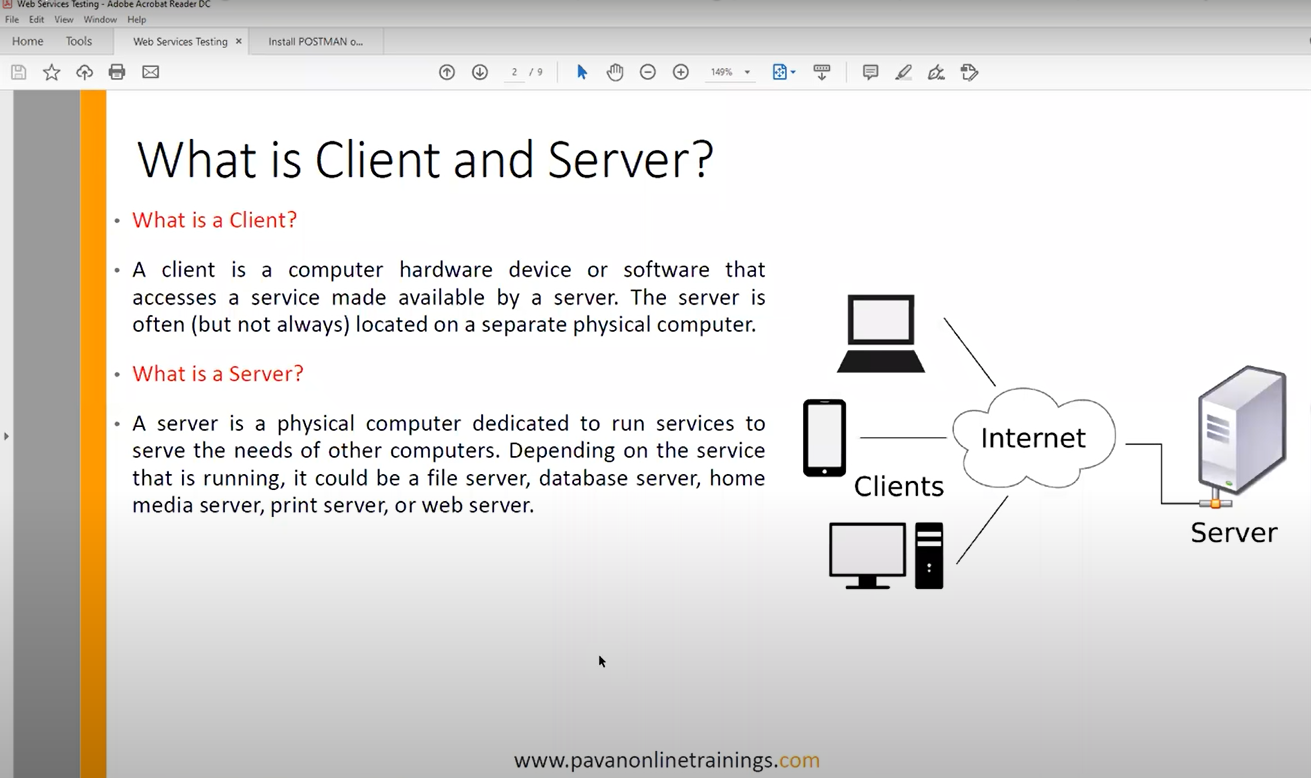 Web Services Testing - Adobe Acrobat Reader DC
File Edit View Window Help
Home Tools Web Services Testing × Install POSTMAN o...
2 / 9 149%
What is Client and Server?
• What is a Client?
• A client is a computer hardware device or software that
accesses a service made available by a server. The server is
often (but not always) located on a separate physical computer.
• What is a Server?
• A server is a physical computer dedicated to run services to
serve the needs of other computers. Depending on the service
that is running, it could be a file server, database server, home
media server, print server, or web server.
Internet
Clients
Server
www.pavanonlinetrainings.com